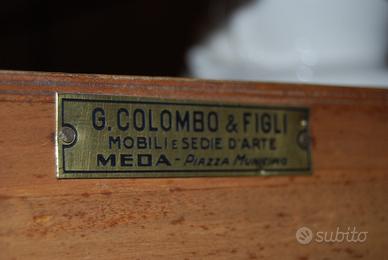 G. COLOMBO & FIGLI
MOBILI E SEDIE D'ARTE
MEDA - PIAZZA MUNICIPIO
subito